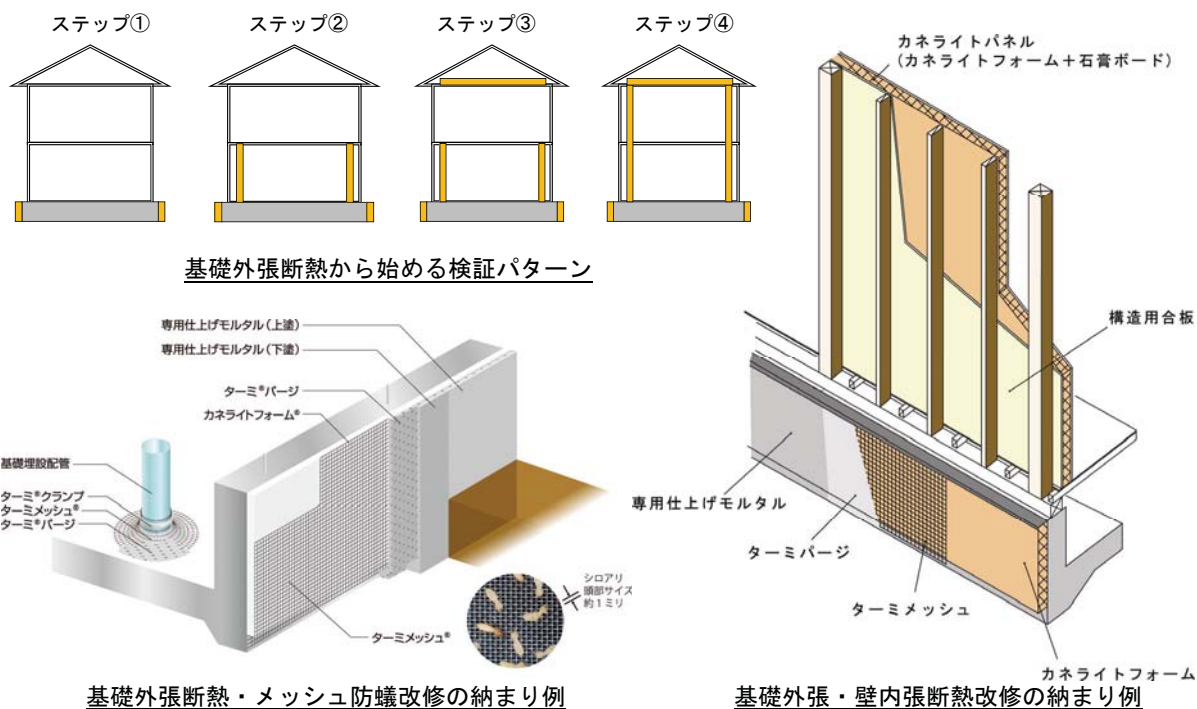 ステップ①
ステップ②
ステップ③
ステップ④
基礎外張断熱から始める検証パターン
専用仕上げモルタル(上塗)
専用仕上げモルタル(下塗)
ターミ®パージ
カネライトフォーム®
基礎埋設配管
ターミ®クランプ
ターミメッシュ®
ターミ®パージ
ターミメッシュ®
シロアリ
頭部サイズ
約1ミリ
基礎外張断熱・メッシュ防蟻改修の納まり例
カネライトパネル
(カネライトフォーム+石膏ボード)
構造用合板
専用仕上げモルタル
ターミパージ
ターミメッシュ
カネライトフォーム
基礎外張・壁内張断熱改修の納まり例